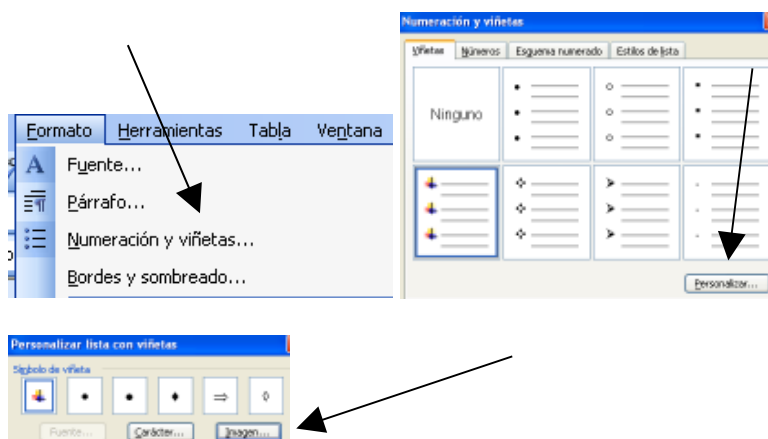 Formato Herramientas Tabla Ventana
Fuente...
Párrafo...
Numeración y viñetas...
Bordes y sombreado...
Numeración y viñetas
Viñetas Números Esquema numerado Estilos de lista
Ninguno
Personalizar...
Personalizar lista con viñetas
Símbolo de viñeta
Fuente... Carácter... Imagen...